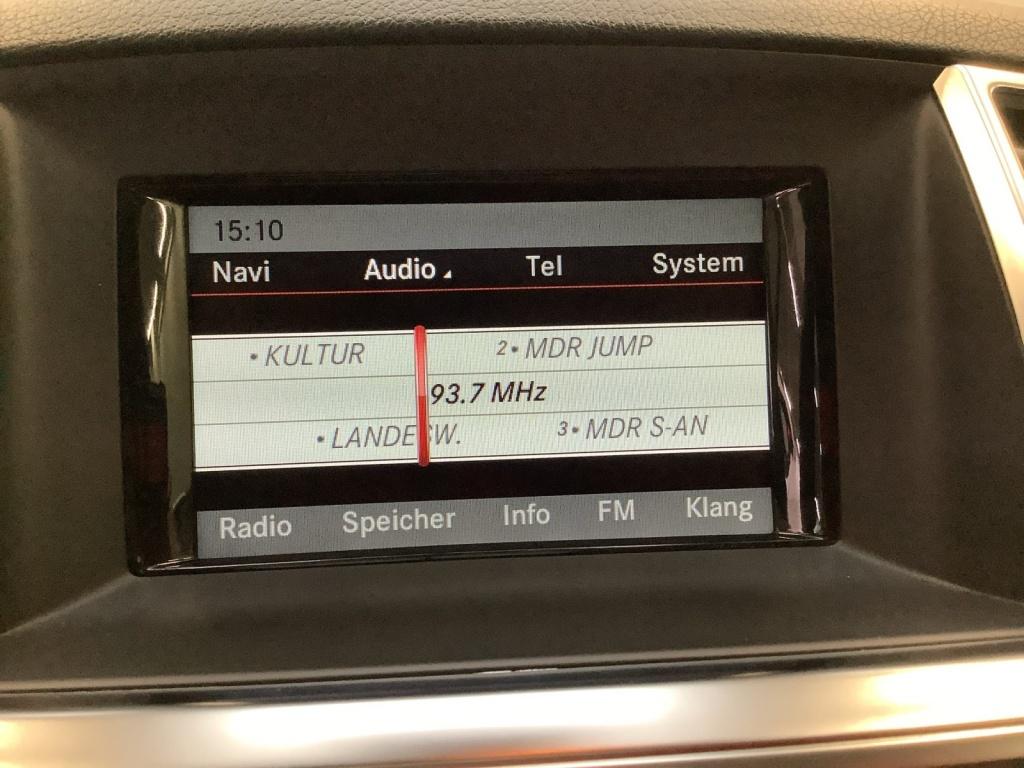 15:10
Navi Audio Tel System
• KULTUR 2• MDR JUMP
93.7 MHz
• LANDESW. 3• MDR S-AN
Radio Speicher Info FM Klang